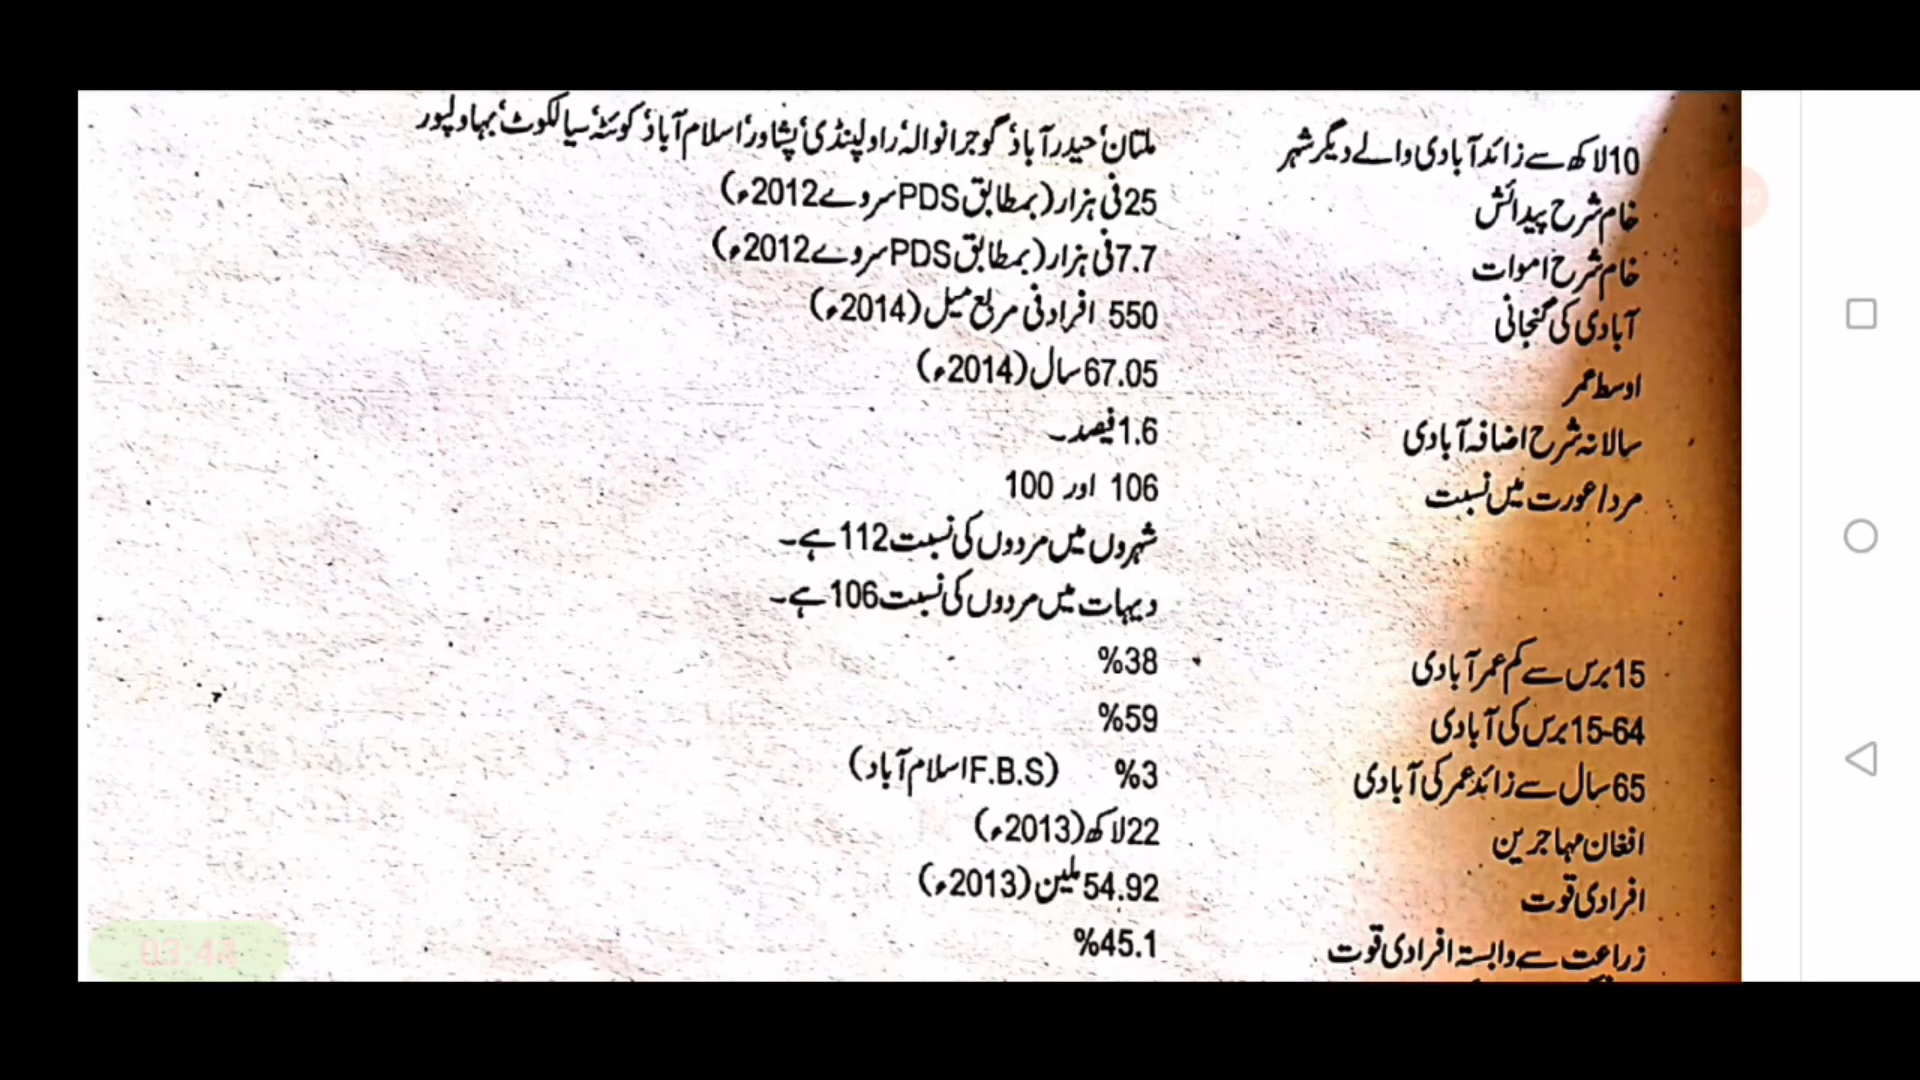 10 لاکھ سے زائد آبادی والے دیگر شہر ملتان، حیدرآباد، گوجرانوالہ، راولپنڈی، پشاور، اسلام آباد، کوئٹہ، سیالکوٹ، بہاولپور
خام شرح پیدائش 25 فی ہزار (بمطابق PDS سروے 2012ء)
خام شرح اموات 7.7 فی ہزار (بمطابق PDS سروے 2012ء)
آبادی کی گنجانی 550 افراد فی مربع میل (2014ء)
اوسط عمر 67.05 سال (2014ء)
سالانہ شرح اضافہ آبادی 1.6 فیصد۔
مرد/عورت میں نسبت 106 اور 100
شہروں میں مردوں کی نسبت 112 ہے۔
دیہات میں مردوں کی نسبت 106 ہے۔
15 برس سے کم عمر آبادی 38%
15-64 برس کی آبادی 59%
65 سال سے زائد عمر کی آبادی 3% (F.B.S اسلام آباد)
افغان مہاجرین 22 لاکھ (2013ء)
افرادی قوت 54.92 ملین (2013ء)
زراعت سے وابستہ افرادی قوت 45.1%
03:44